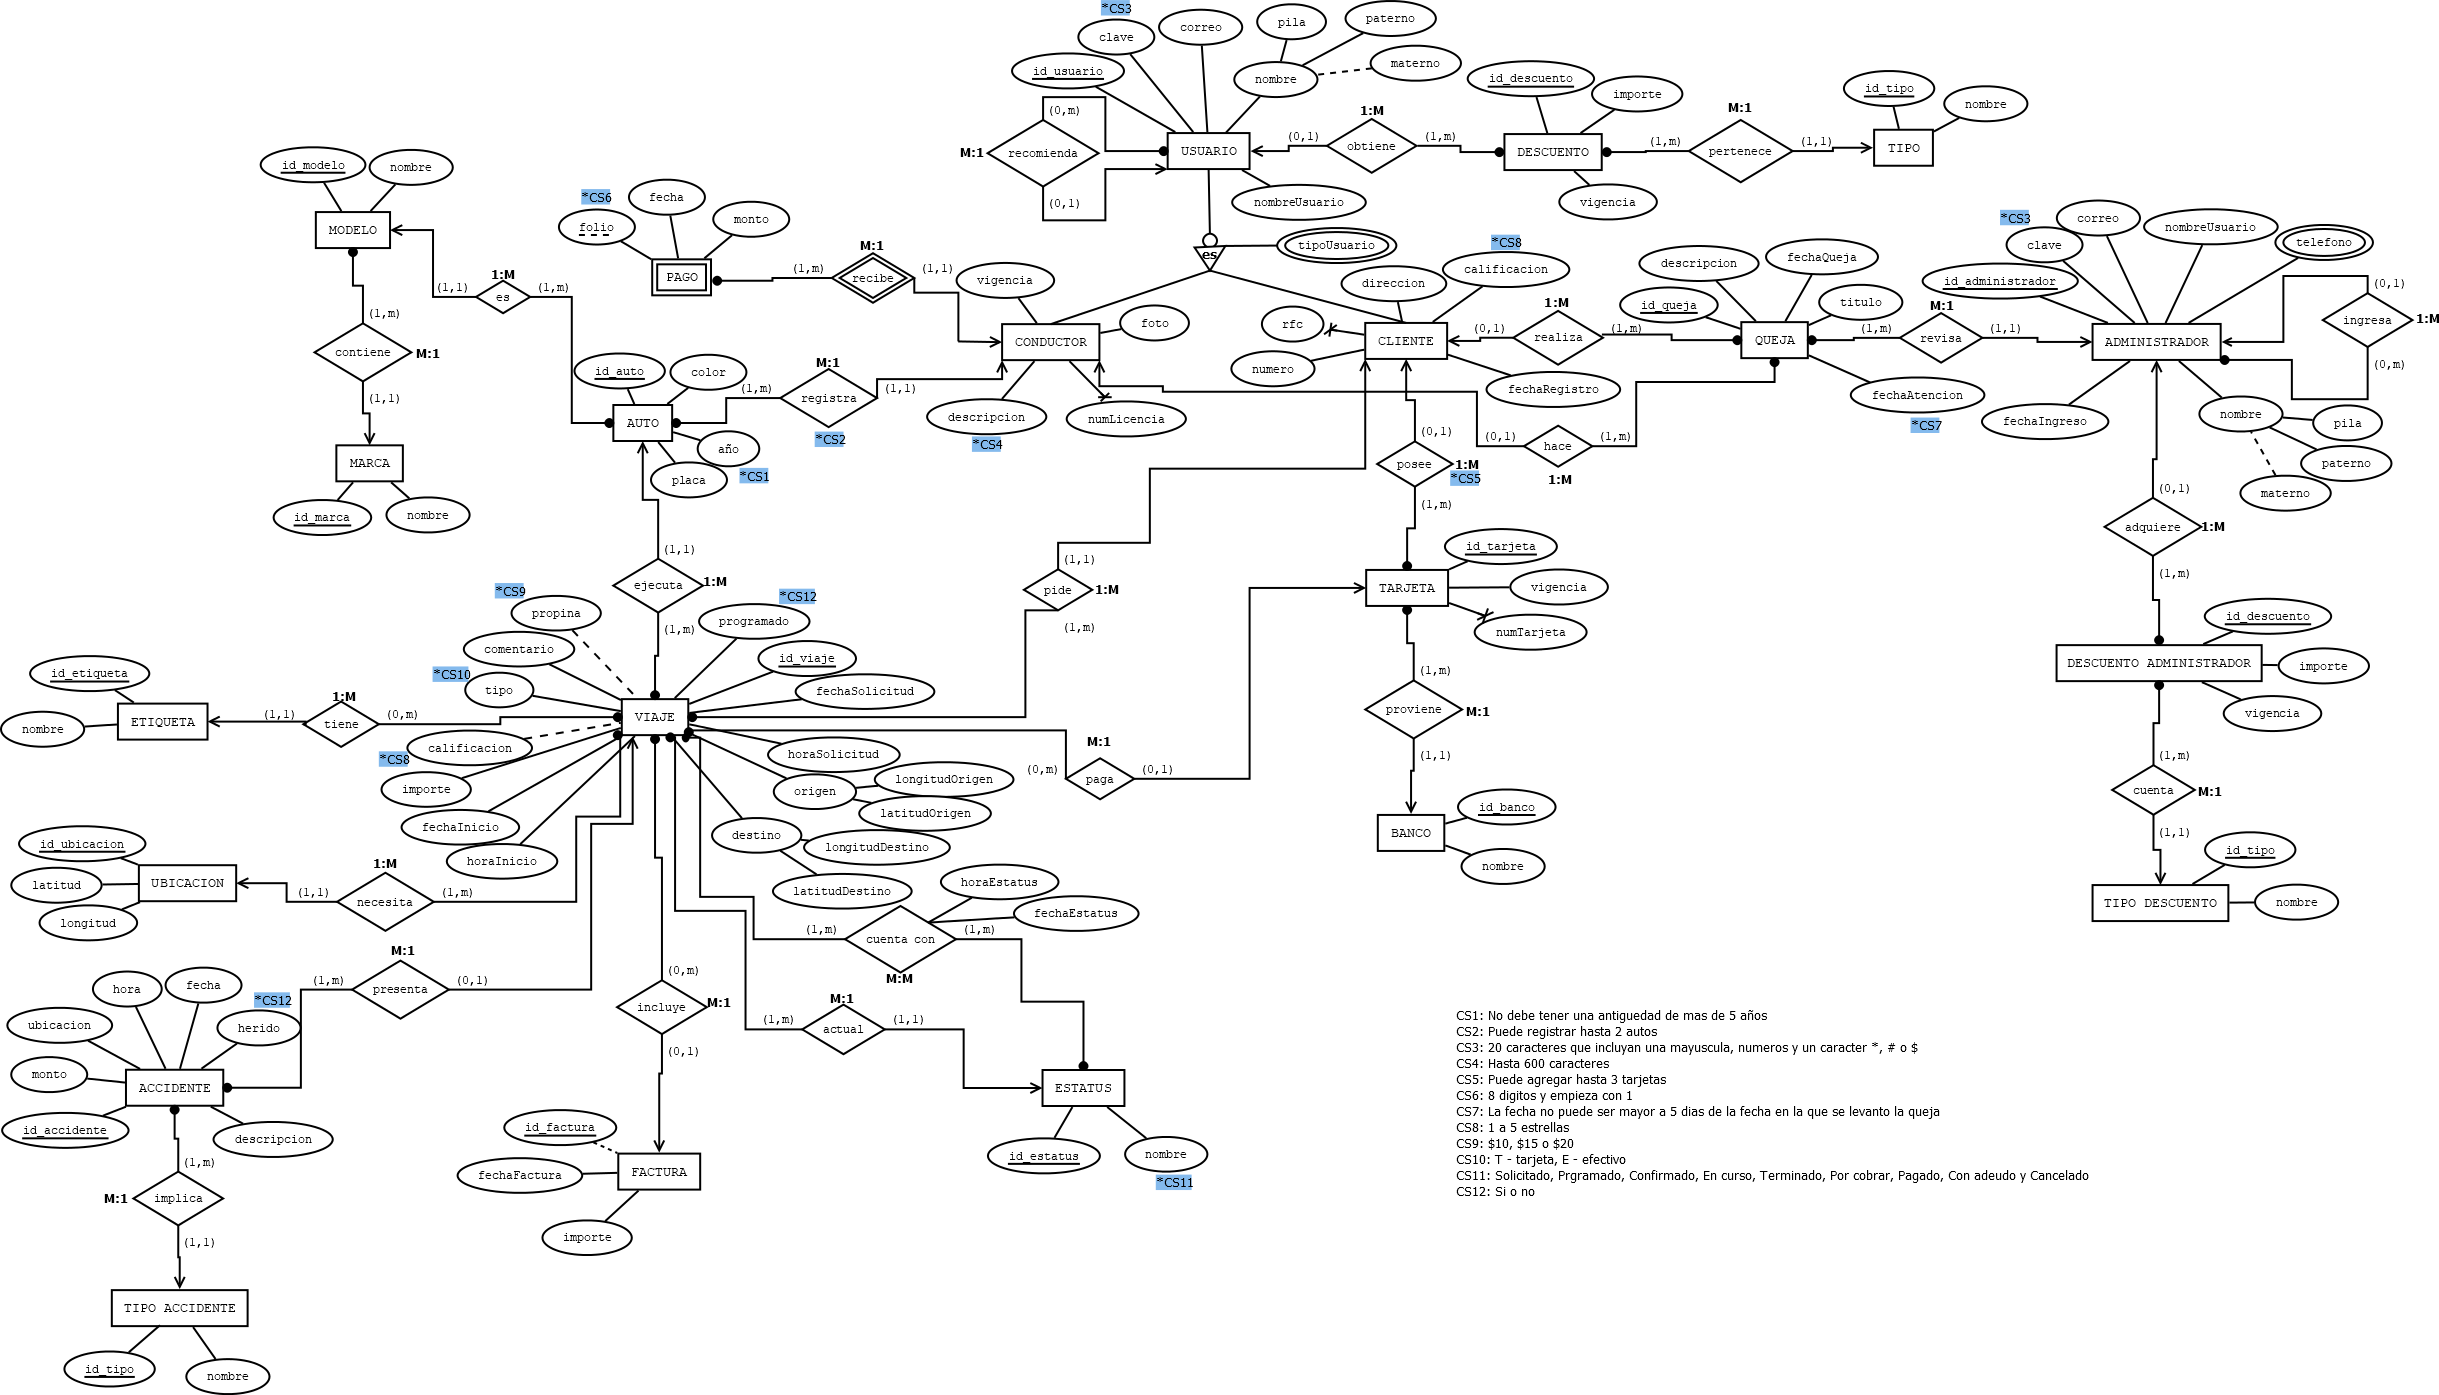 *CS3
clave
correo
pila
paterno
id_usuario
nombre
materno
id_descuento
importe
id_tipo
nombre
(0,m)
M:1
recomienda
(0,1)
USUARIO
(0,1)
1:M
obtiene
(1,m)
DESCUENTO
(1,m)
M:1
pertenece
(1,1)
TIPO
nombreUsuario
vigencia
id_modelo
nombre
MODELO
*CS6
folio
fecha
monto
PAGO
(1,m)
M:1
recibe
(1,1)
es
tipoUsuario
*CS8
calificacion
direccion
rfc
numero
CLIENTE
fechaRegistro
vigencia
foto
CONDUCTOR
descripcion
*CS4
numLicencia
(1,1)
1:M
es
(1,m)
(1,m)
contiene
M:1
(1,1)
MARCA
id_marca
nombre
id_auto
color
AUTO
año
*CS1
placa
(1,m)
M:1
registra
*CS2
(1,1)
(0,1)
1:M
realiza
(1,m)
descripcion
fechaQueja
id_queja
titulo
QUEJA
fechaAtencion
*CS7
(1,m)
M:1
revisa
(1,1)
*CS3
clave
correo
nombreUsuario
telefono
id_administrador
ADMINISTRADOR
(0,1)
ingresa
1:M
(0,m)
fechaIngreso
nombre
pila
paterno
materno
(0,1)
hace
(1,m)
1:M
(0,1)
posee
1:M
*CS5
(1,m)
(0,1)
adquiere
1:M
(1,m)
(1,1)
ejecuta
1:M
(1,m)
(1,1)
pide
1:M
(1,m)
id_tarjeta
TARJETA
vigencia
numTarjeta
id_descuento
DESCUENTO ADMINISTRADOR
importe
vigencia
*CS9
propina
*CS12
programado
comentario
id_viaje
*CS10
tipo
fechaSolicitud
id_etiqueta
ETIQUETA
nombre
(1,1)
1:M
tiene
(0,m)
VIAJE
calificacion
*CS8
importe
fechaInicio
horaInicio
horaSolicitud
origen
longitudOrigen
latitudOrigen
destino
longitudDestino
latitudDestino
(0,m)
M:1
paga
(0,1)
(1,m)
proviene
M:1
(1,1)
BANCO
id_banco
nombre
(1,m)
cuenta
M:1
(1,1)
id_tipo
TIPO DESCUENTO
nombre
id_ubicacion
latitud
UBICACION
longitud
(1,1)
1:M
necesita
(1,m)
horaEstatus
fechaEstatus
(1,m)
cuenta con
(1,m)
M:M
M:1
(1,m)
presenta
(0,1)
hora
fecha
*CS12
ubicacion
herido
monto
ACCIDENTE
id_accidente
descripcion
(0,m)
incluye
M:1
(0,1)
M:1
(1,m)
actual
(1,1)
ESTATUS
id_estatus
nombre
*CS11
id_factura
fechaFactura
FACTURA
importe
(1,m)
M:1
implica
(1,1)
TIPO ACCIDENTE
id_tipo
nombre
CS1: No debe tener una antiguedad de mas de 5 años
CS2: Puede registrar hasta 2 autos
CS3: 20 caracteres que incluyan una mayuscula, numeros y un caracter *, # o $
CS4: Hasta 600 caracteres
CS5: Puede agregar hasta 3 tarjetas
CS6: 8 digitos y empieza con 1
CS7: La fecha no puede ser mayor a 5 dias de la fecha en la que se levanto la queja
CS8: 1 a 5 estrellas
CS9: $10, $15 o $20
CS10: T - tarjeta, E - efectivo
CS11: Solicitado, Prgramado, Confirmado, En curso, Terminado, Por cobrar, Pagado, Con adeudo y Cancelado
CS12: Si o no